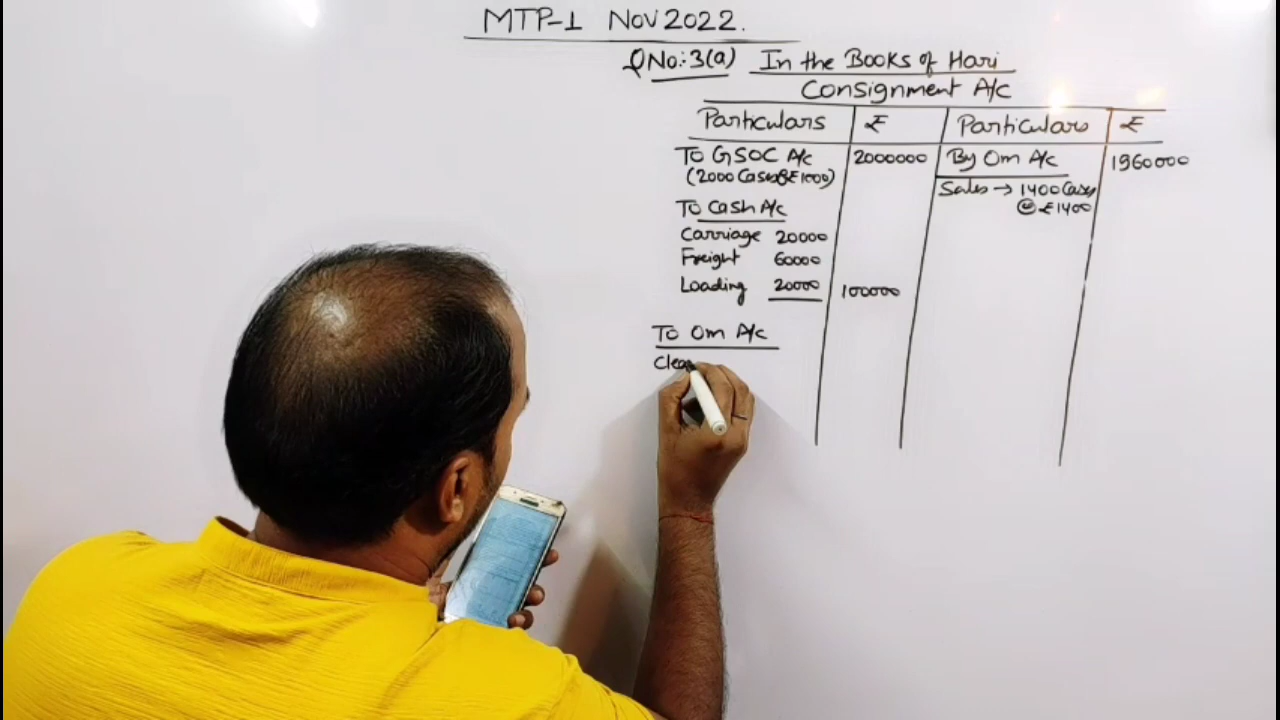 MTP-1 Nov 2022.
QNo:-3(a) In the Books of Hari
Consignment A/c
Particulars ₹ Particulars ₹
To GSOC A/c 2000000 By Om A/c 1960000
(2000 Cases@₹1000) Sales → 1400 Cases
@₹1400
To Cash A/c
Carriage 20000
Freight 60000
Loading 20000 100000
To Om A/c
Clea